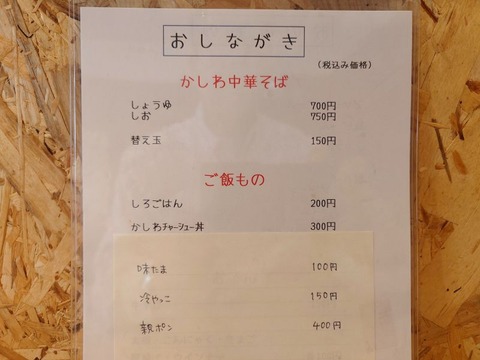 おしながき
（税込み価格）
かしわ中華そば
しょうゆ 700円
しお 750円
替え玉 150円
ご飯もの
しろごはん 200円
かしわﾁｬｰｼｭｰ丼 300円
味たま 100円
冷やっこ 150円
親ポン 400円